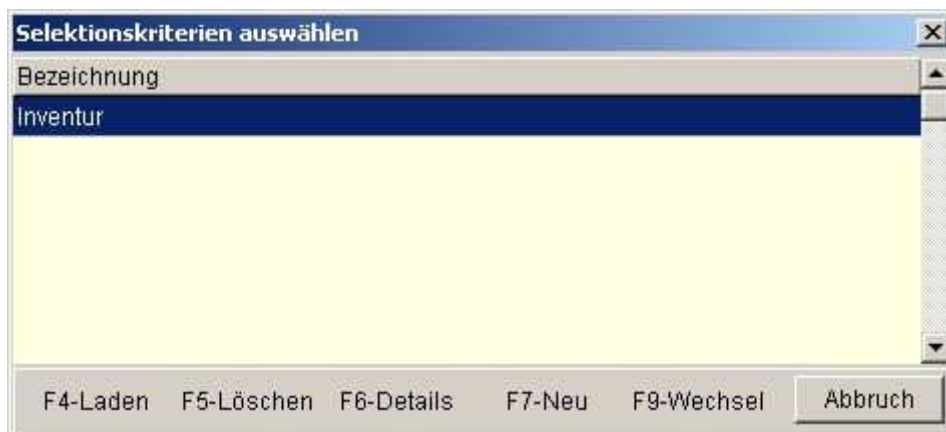 Selektionskriterien auswählen
Bezeichnung
Inventur
F4-Laden F5-Löschen F6-Details F7-Neu F9-Wechsel Abbruch